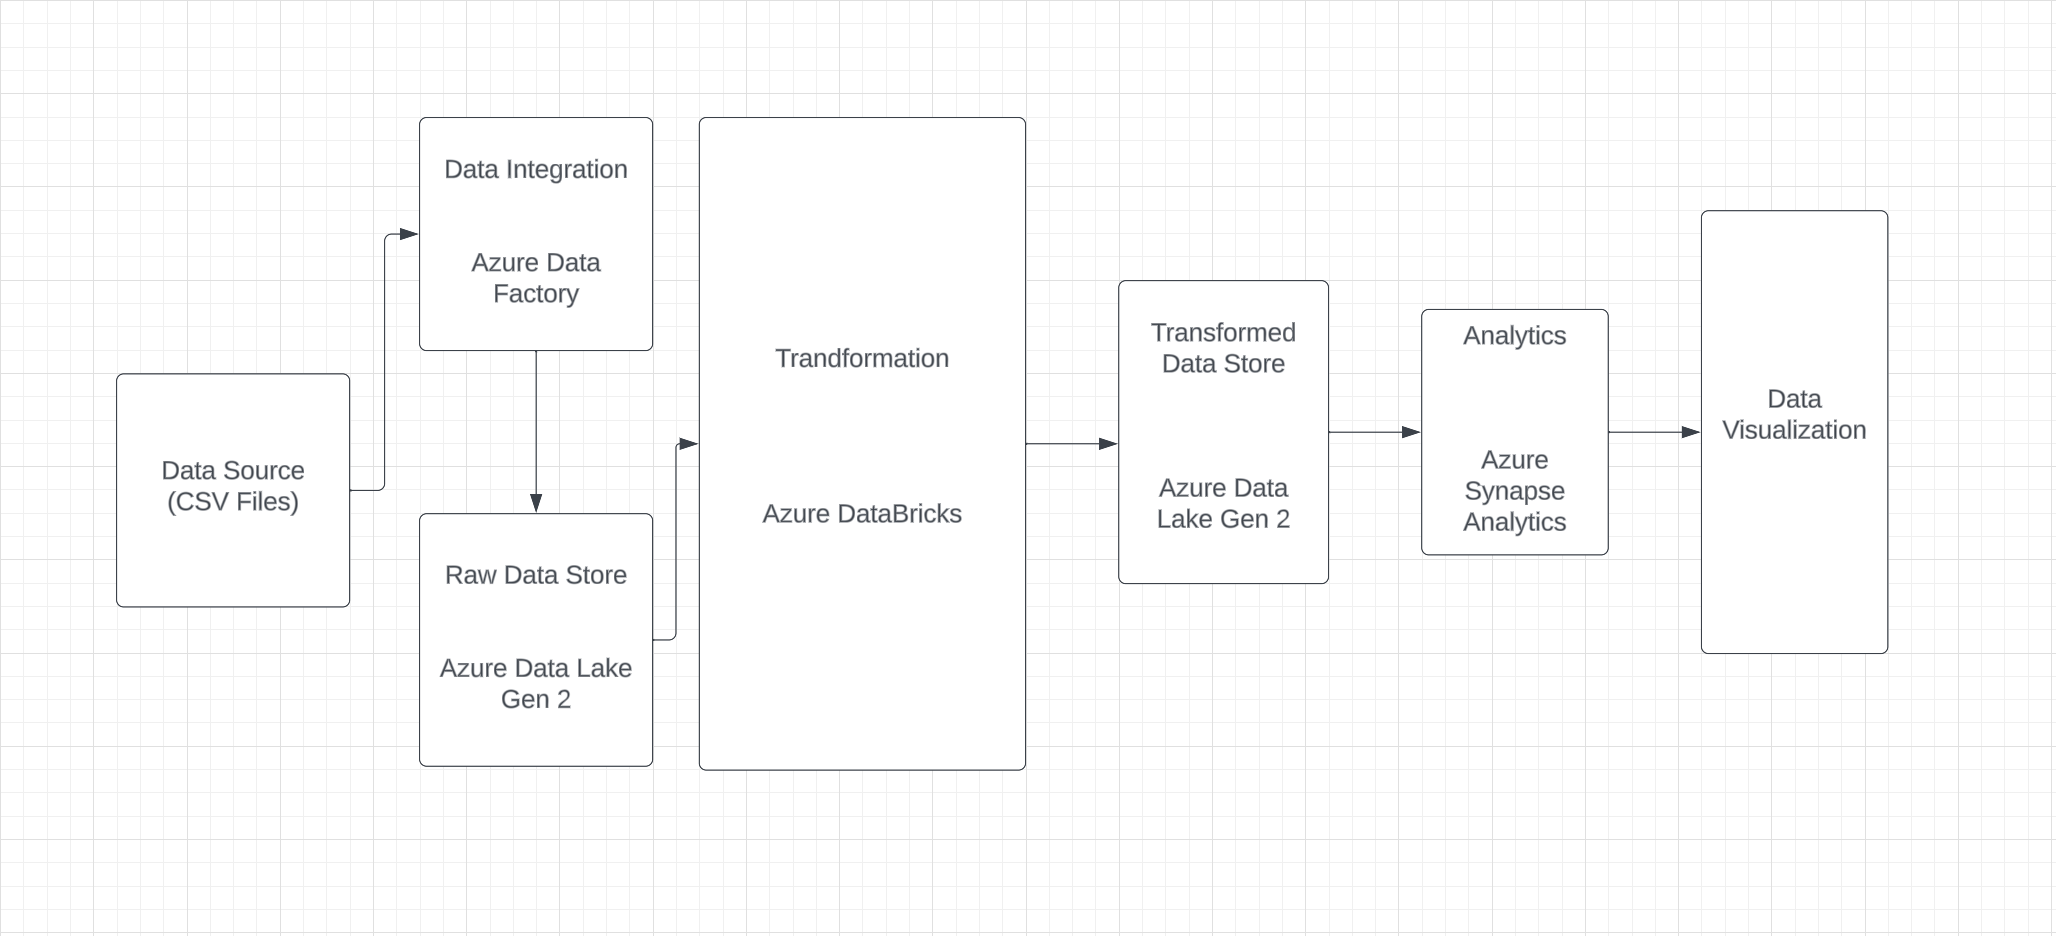 Data Source
(CSV Files)
Data Integration
Azure Data
Factory
Raw Data Store
Azure Data Lake
Gen 2
Trandformation
Azure DataBricks
Transformed
Data Store
Azure Data
Lake Gen 2
Analytics
Azure
Synapse
Analytics
Data
Visualization